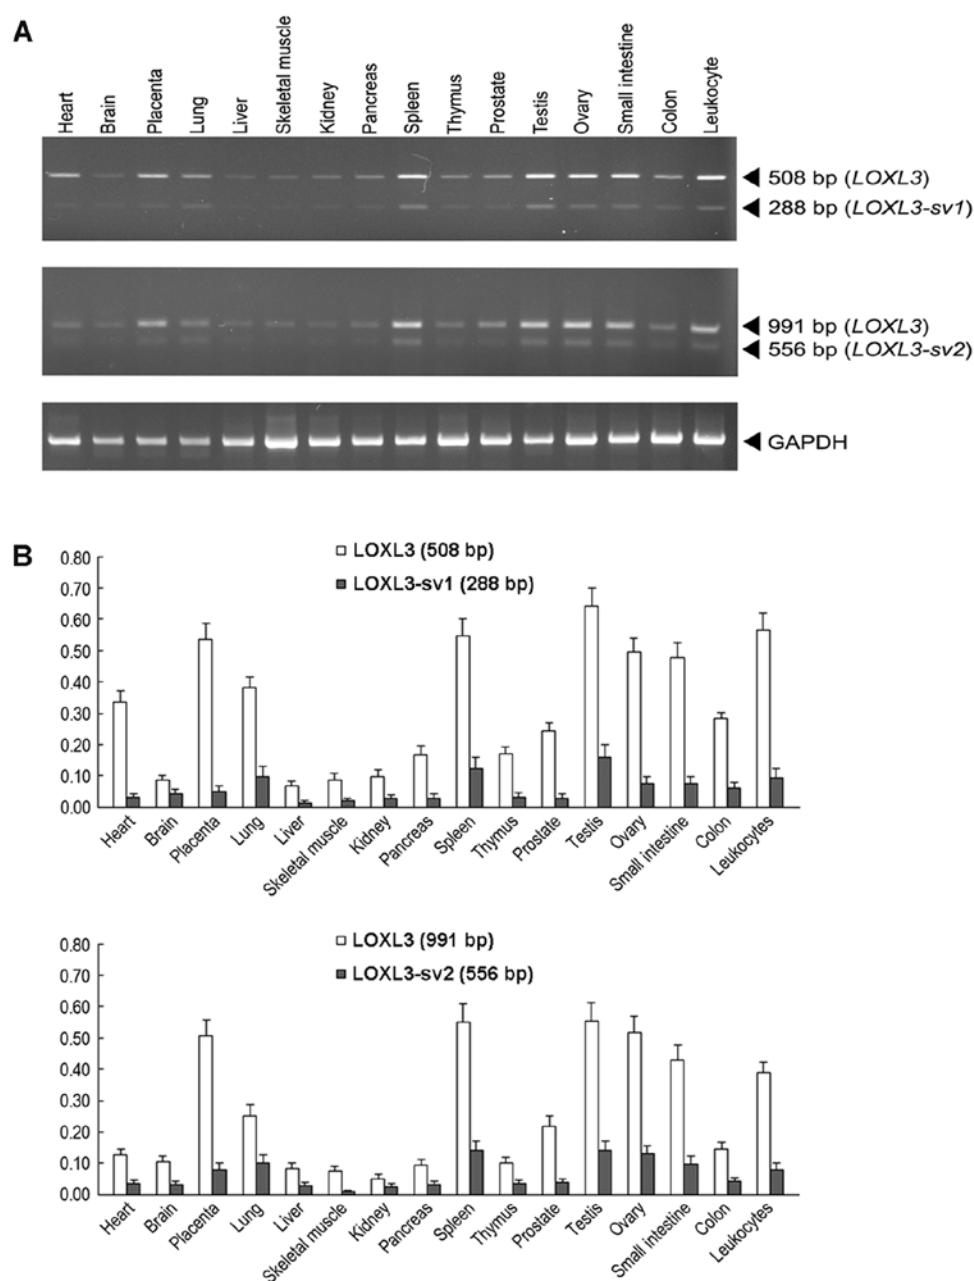 A
Heart
Brain
Placenta
Lung
Liver
Skeletal muscle
Kidney
Pancreas
Spleen
Thymus
Prostate
Testis
Ovary
Small intestine
Colon
Leukocyte
508 bp (LOXL3)
288 bp (LOXL3-sv1)
991 bp (LOXL3)
556 bp (LOXL3-sv2)
GAPDH
B
LOXL3 (508 bp)
LOXL3-sv1 (288 bp)
0.80
0.70
0.60
0.50
0.40
0.30
0.20
0.10
0.00
Heart
Brain
Placenta
Lung
Liver
Skeletal muscle
Kidney
Pancreas
Spleen
Thymus
Prostate
Testis
Ovary
Small intestine
Colon
Leukocytes
LOXL3 (991 bp)
LOXL3-sv2 (556 bp)
0.80
0.70
0.60
0.50
0.40
0.30
0.20
0.10
0.00
Heart
Brain
Placenta
Lung
Liver
Skeletal muscle
Kidney
Pancreas
Spleen
Thymus
Prostate
Testis
Ovary
Small intestine
Colon
Leukocytes